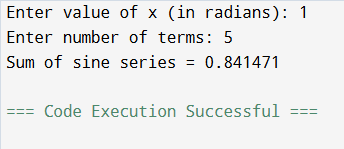 Enter value of x (in radians): 1
Enter number of terms: 5
Sum of sine series = 0.841471
=== Code Execution Successful ===